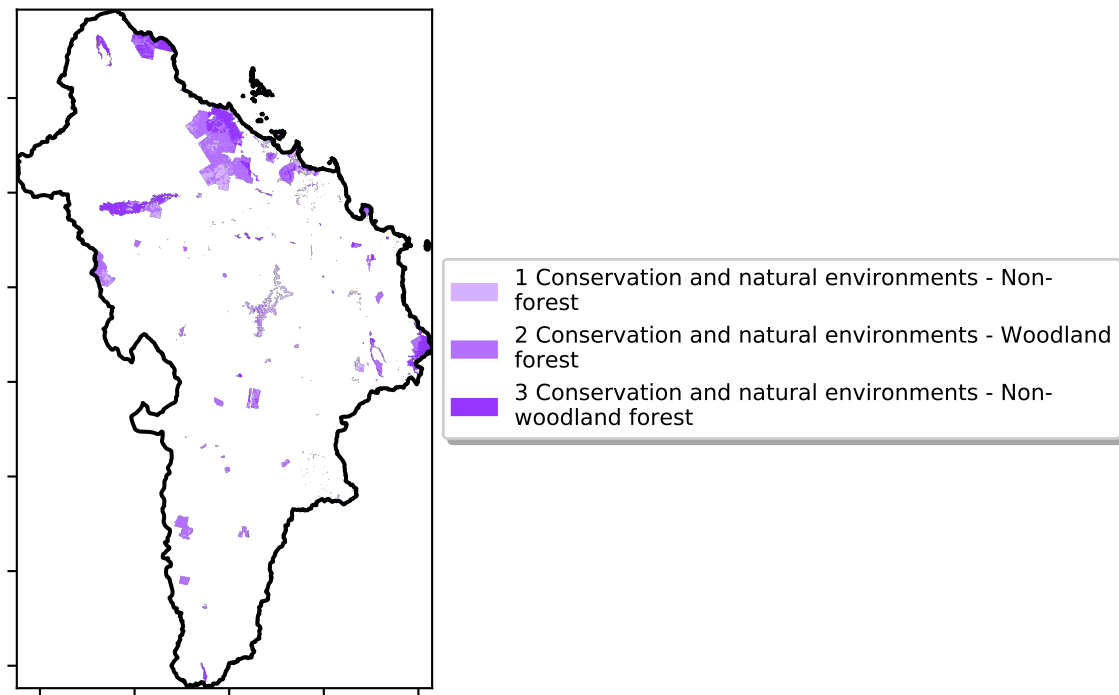 1 Conservation and natural environments - Non-
forest
2 Conservation and natural environments - Woodland
forest
3 Conservation and natural environments - Non-
woodland forest